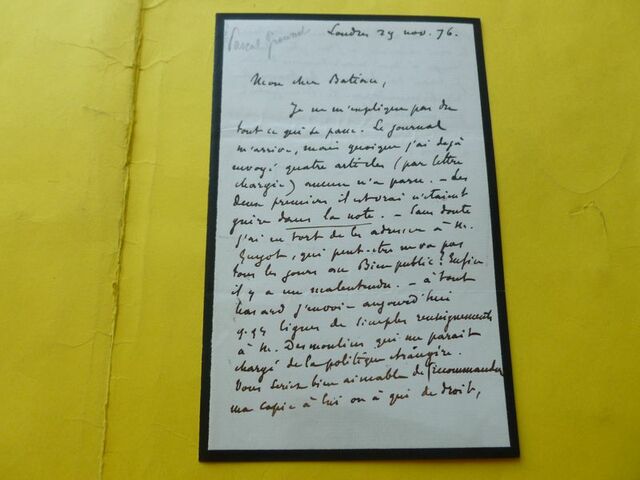 Pascal Grousset
Londres 29 nov. 76.
Mon cher
Je ne m'explique pas du
tout ce qui se passe. Le journal
m'arrive, mais quoique j'ai déjà
envoyé quatre articles (par lettre
chargée) aucun n'a paru. – Les
deux premiers il est vrai n'étaient
guère dans la note. – Sans doute
j'ai eu tort de les adresser à M.
Guyot, qui peut-être ne va pas
tous les jours au Bien public? Enfin
il y a un malentendu. – à tout
hasard j'envoie aujourd'hui
lignes de simples renseignements
à M. Desmoulins qui me parait
chargé de la politique étrangère.
Vous seriez bien aimable de recommander
ma copie à lui ou à qui de droit,